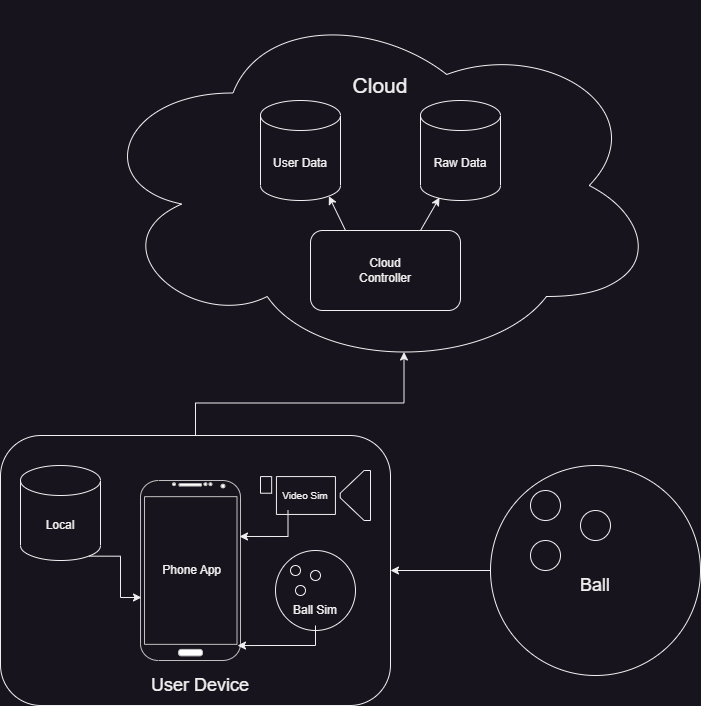 Cloud
User Data
Raw Data
Cloud
Controller
Local
Video Sim
Phone App
Ball Sim
User Device
Ball